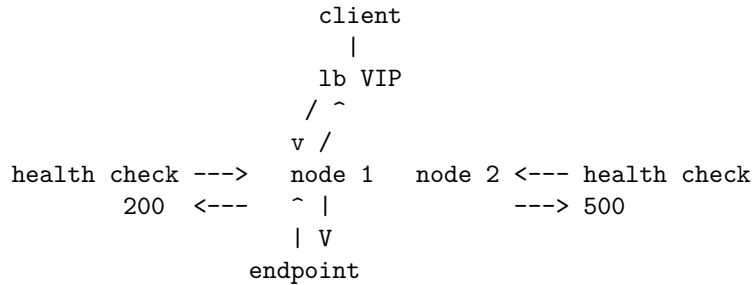 client
|
lb VIP
/ ^
v /
health check ---> node 1 node 2 <--- health check
200 <--- ^ | ---> 500
| V
endpoint